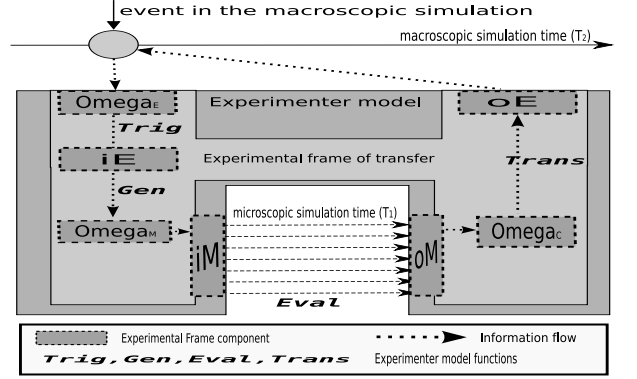 event in the macroscopic simulation
macroscopic simulation time (T2)
OmegaE
Experimenter model
oE
Trig
iE
Experimental frame of transfer
Trans
Gen
microscopic simulation time (T1)
OmegaM
iM
oM
OmegaC
Eval
Experimental Frame component
Information flow
Trig, Gen, Eval, Trans
Experimenter model functions